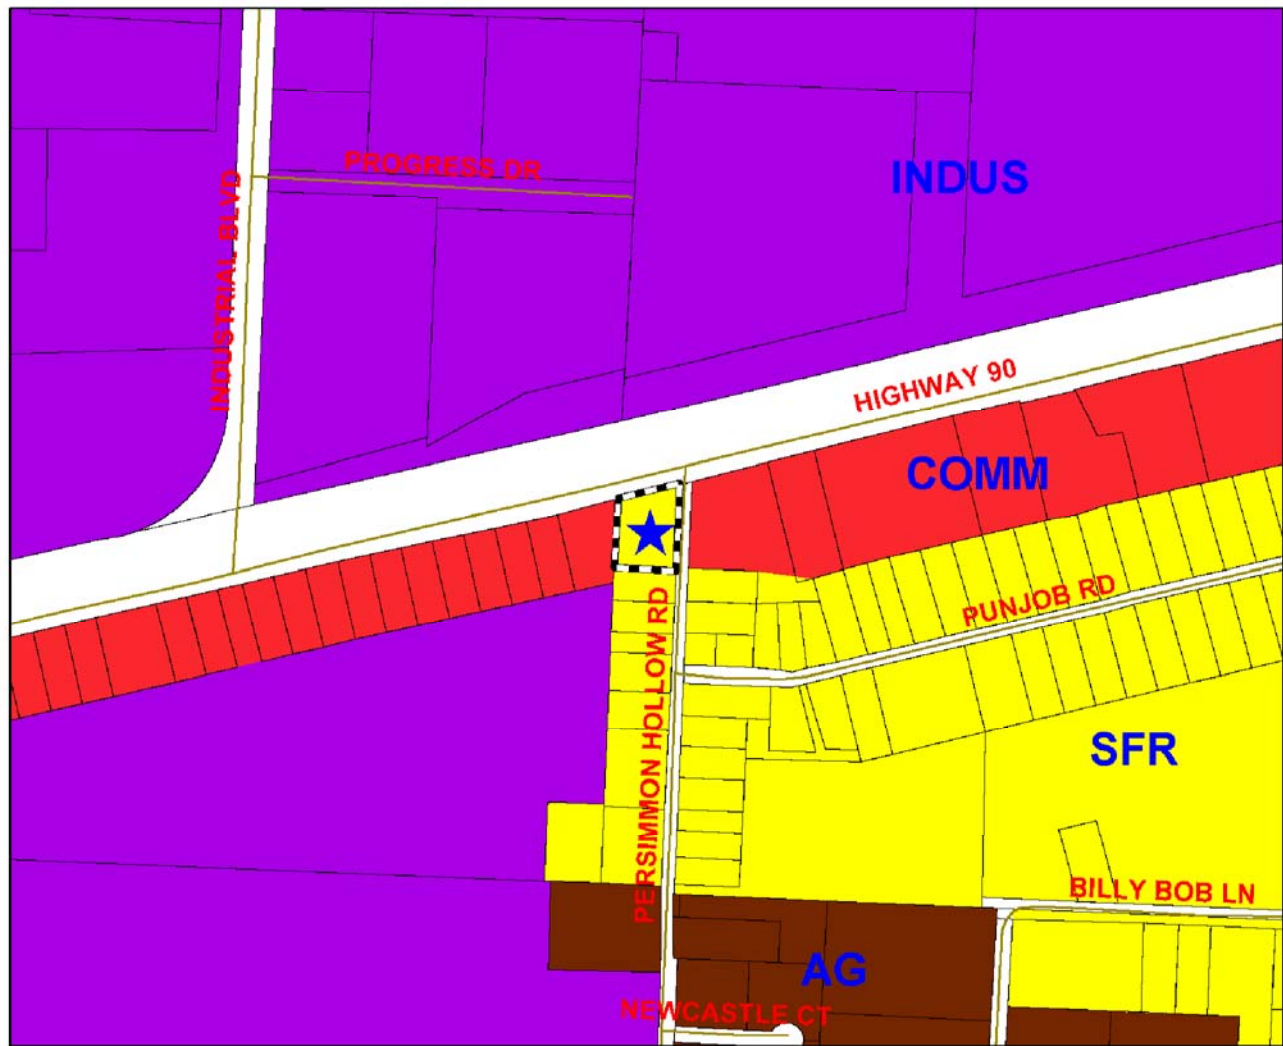 PROGRESS DR
INDUS
INDUSTRIAL BLVD
HIGHWAY 90
COMM
PUNJOB RD
PERSIMMON HOLLOW RD
SFR
BILLY BOB LN
AG
NEWCASTLE CT